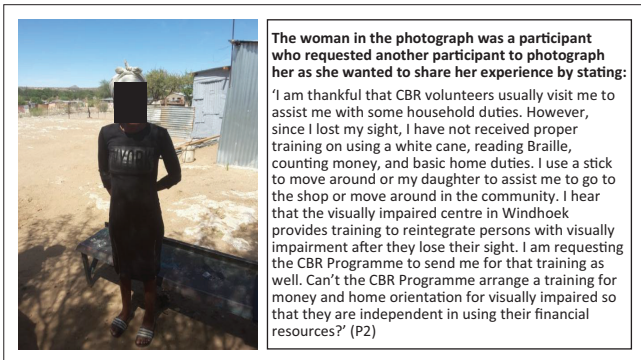 The woman in the photograph was a participant
who requested another participant to photograph
her as she wanted to share her experience by stating:
‘I am thankful that CBR volunteers usually visit me to
assist me with some household duties. However,
since I lost my sight, I have not received proper
training on using a white cane, reading Braille,
counting money, and basic home duties. I use a stick
to move around or my daughter to assist me to go to
the shop or move around in the community. I hear
that the visually impaired centre in Windhoek
provides training to reintegrate persons with visually
impairment after they lose their sight. I am requesting
the CBR Programme to send me for that training as
well. Can’t the CBR Programme arrange a training for
money and home orientation for visually impaired so
that they are independent in using their financial
resources?’ (P2)